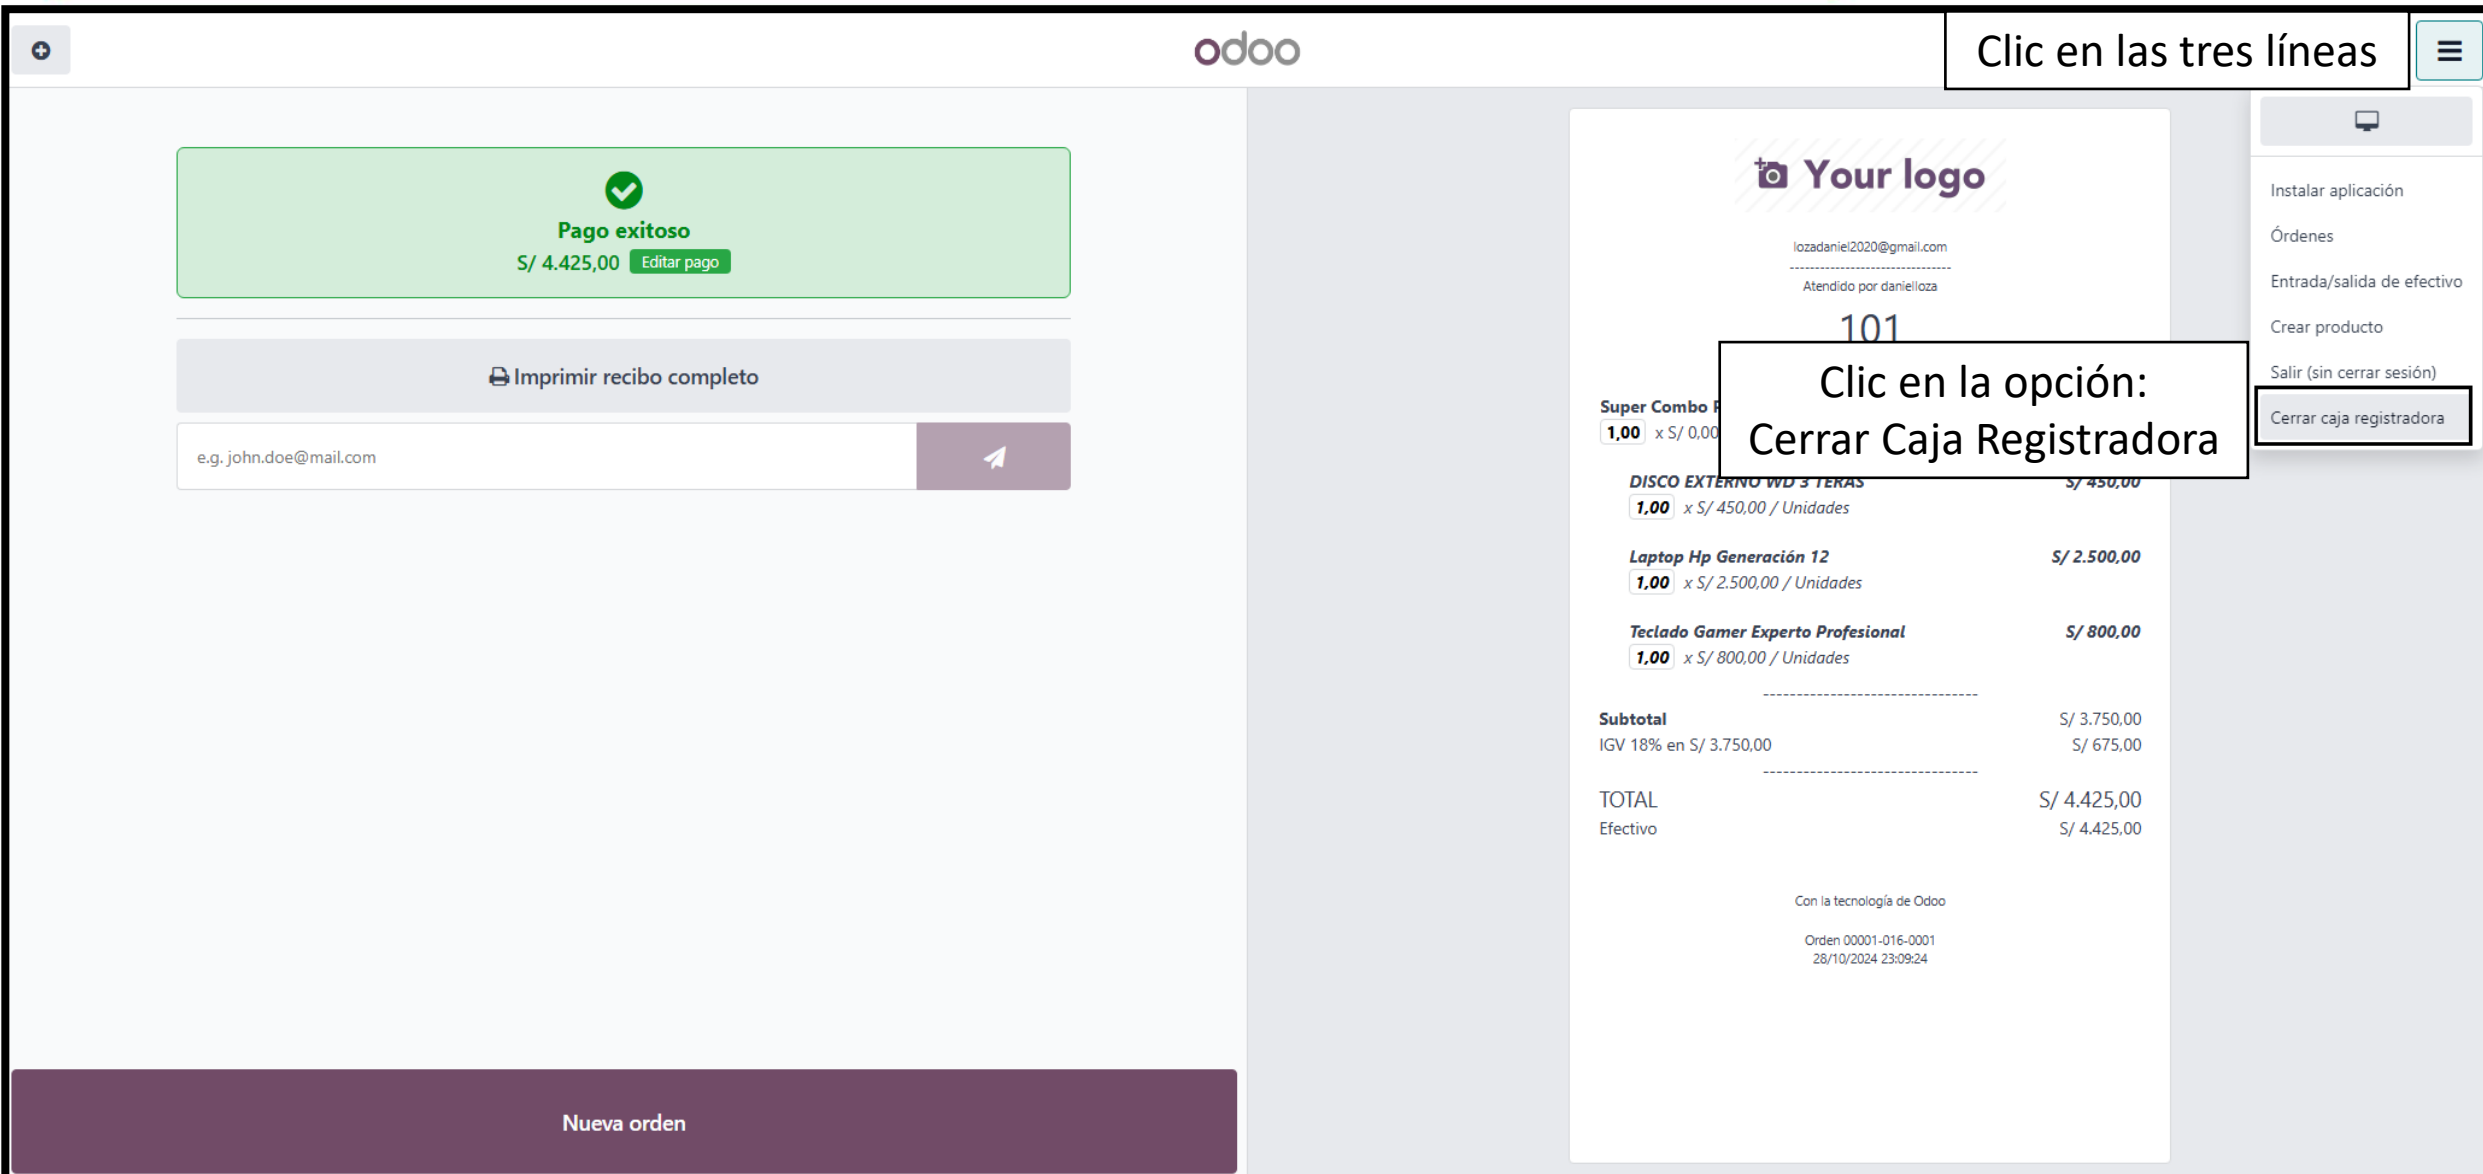 odoo
Clic en las tres líneas
Pago exitoso
S/ 4.425,00 Editar pago
Imprimir recibo completo
e.g. john.doe@mail.com
Nueva orden
Your logo
lozadaniel2020@gmail.com
--------------------------------
Atendido por danielloza
101
Clic en la opción:
Cerrar Caja Registradora
Super Combo
1,00 x S/ 0,00
DISCO EXTERNO WD 3 TERAS S/ 450,00
1,00 x S/ 450,00 / Unidades
Laptop Hp Generación 12 S/ 2.500,00
1,00 x S/ 2.500,00 / Unidades
Teclado Gamer Experto Profesional S/ 800,00
1,00 x S/ 800,00 / Unidades
--------------------------------
Subtotal S/ 3.750,00
IGV 18% en S/ 3.750,00 S/ 675,00
--------------------------------
TOTAL S/ 4.425,00
Efectivo S/ 4.425,00
Con la tecnología de Odoo
Orden 00001-016-0001
28/10/2024 23:09:24
Instalar aplicación
Órdenes
Entrada/salida de efectivo
Crear producto
Salir (sin cerrar sesión)
Cerrar caja registradora